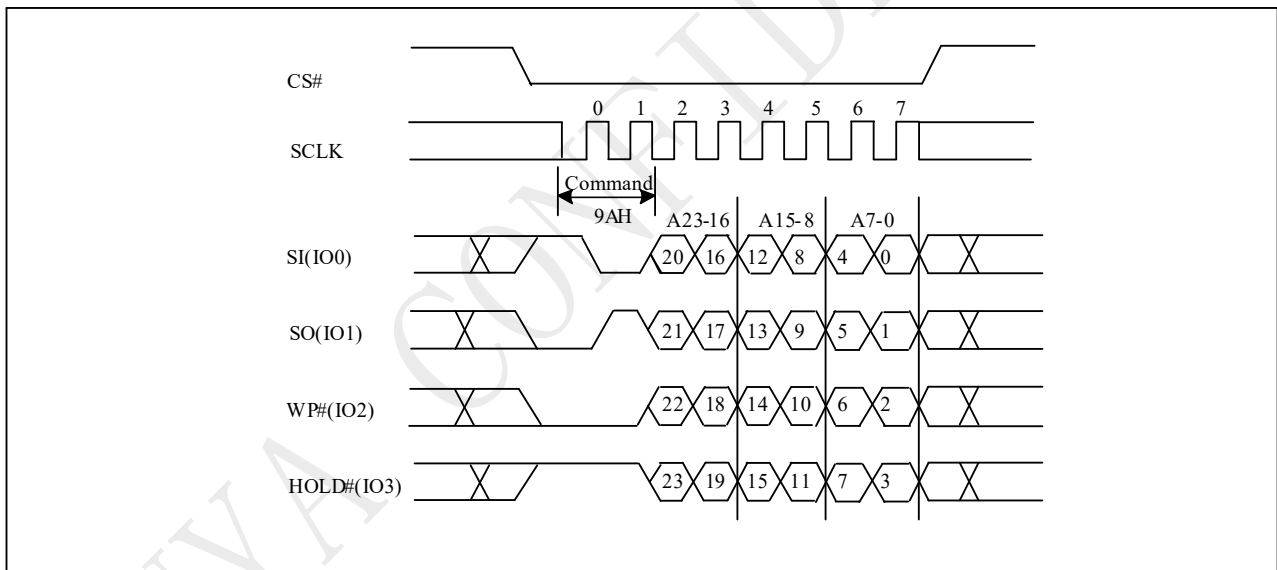 CS#
0 1 2 3 4 5 6 7
SCLK
Command
9AH
A23-16 A15-8 A7-0
SI(IO0) 20 16 12 8 4 0
SO(IO1) 21 17 13 9 5 1
WP#(IO2) 22 18 14 10 6 2
HOLD#(IO3) 23 19 15 11 7 3